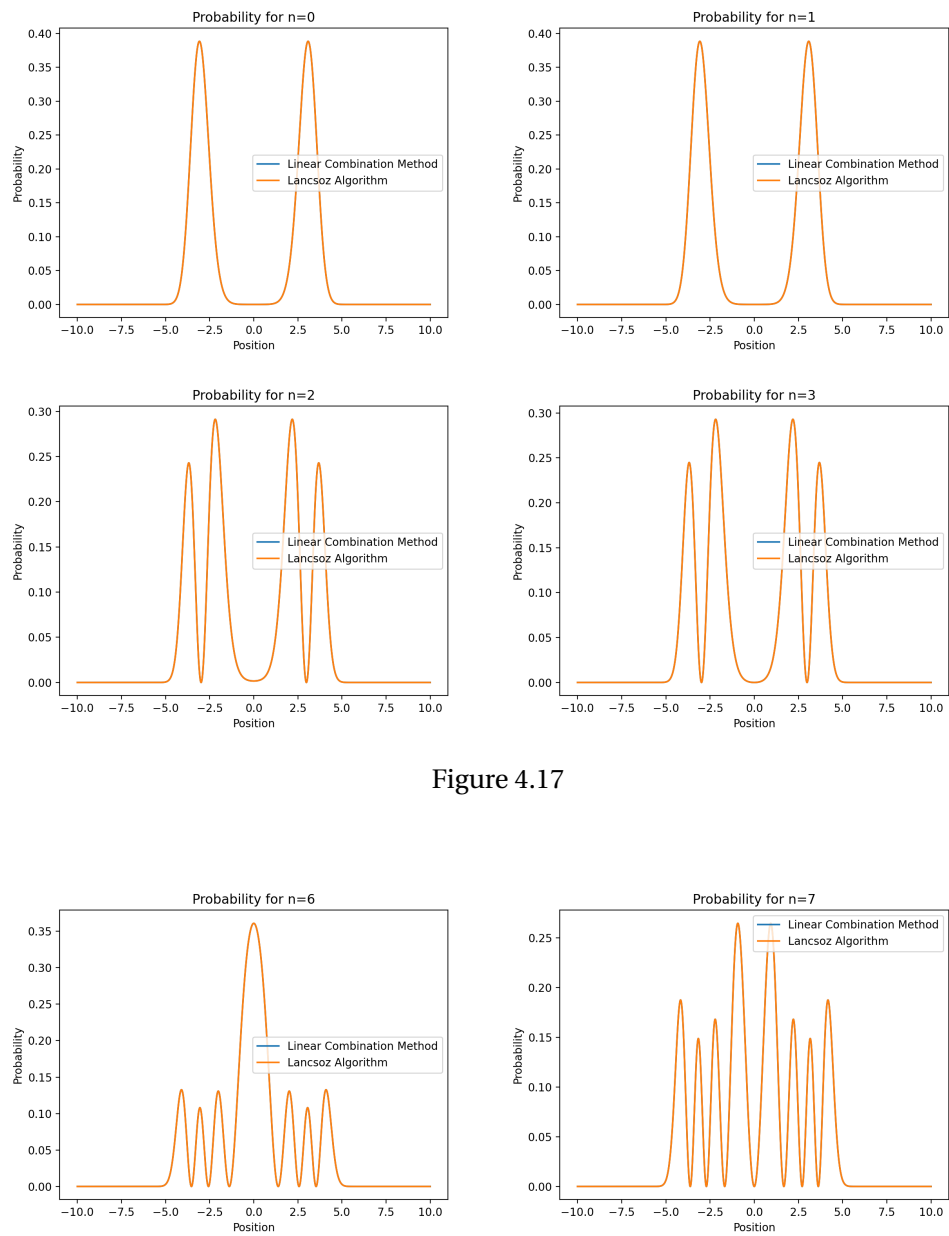 Probability for n=0
Probability
0.40
0.35
0.30
0.25
0.20
0.15
0.10
0.05
0.00
Linear Combination Method
Lancsoz Algorithm
−10.0 −7.5 −5.0 −2.5 0.0 2.5 5.0 7.5 10.0
Position
Probability for n=1
Probability
0.40
0.35
0.30
0.25
0.20
0.15
0.10
0.05
0.00
Linear Combination Method
Lancsoz Algorithm
−10.0 −7.5 −5.0 −2.5 0.0 2.5 5.0 7.5 10.0
Position
Probability for n=2
Probability
0.30
0.25
0.20
0.15
0.10
0.05
0.00
Linear Combination Method
Lancsoz Algorithm
−10.0 −7.5 −5.0 −2.5 0.0 2.5 5.0 7.5 10.0
Position
Probability for n=3
Probability
0.30
0.25
0.20
0.15
0.10
0.05
0.00
Linear Combination Method
Lancsoz Algorithm
−10.0 −7.5 −5.0 −2.5 0.0 2.5 5.0 7.5 10.0
Position
Figure 4.17
Probability for n=6
Probability
0.35
0.30
0.25
0.20
0.15
0.10
0.05
0.00
Linear Combination Method
Lancsoz Algorithm
−10.0 −7.5 −5.0 −2.5 0.0 2.5 5.0 7.5 10.0
Position
Probability for n=7
Probability
0.25
0.20
0.15
0.10
0.05
0.00
Linear Combination Method
Lancsoz Algorithm
−10.0 −7.5 −5.0 −2.5 0.0 2.5 5.0 7.5 10.0
Position